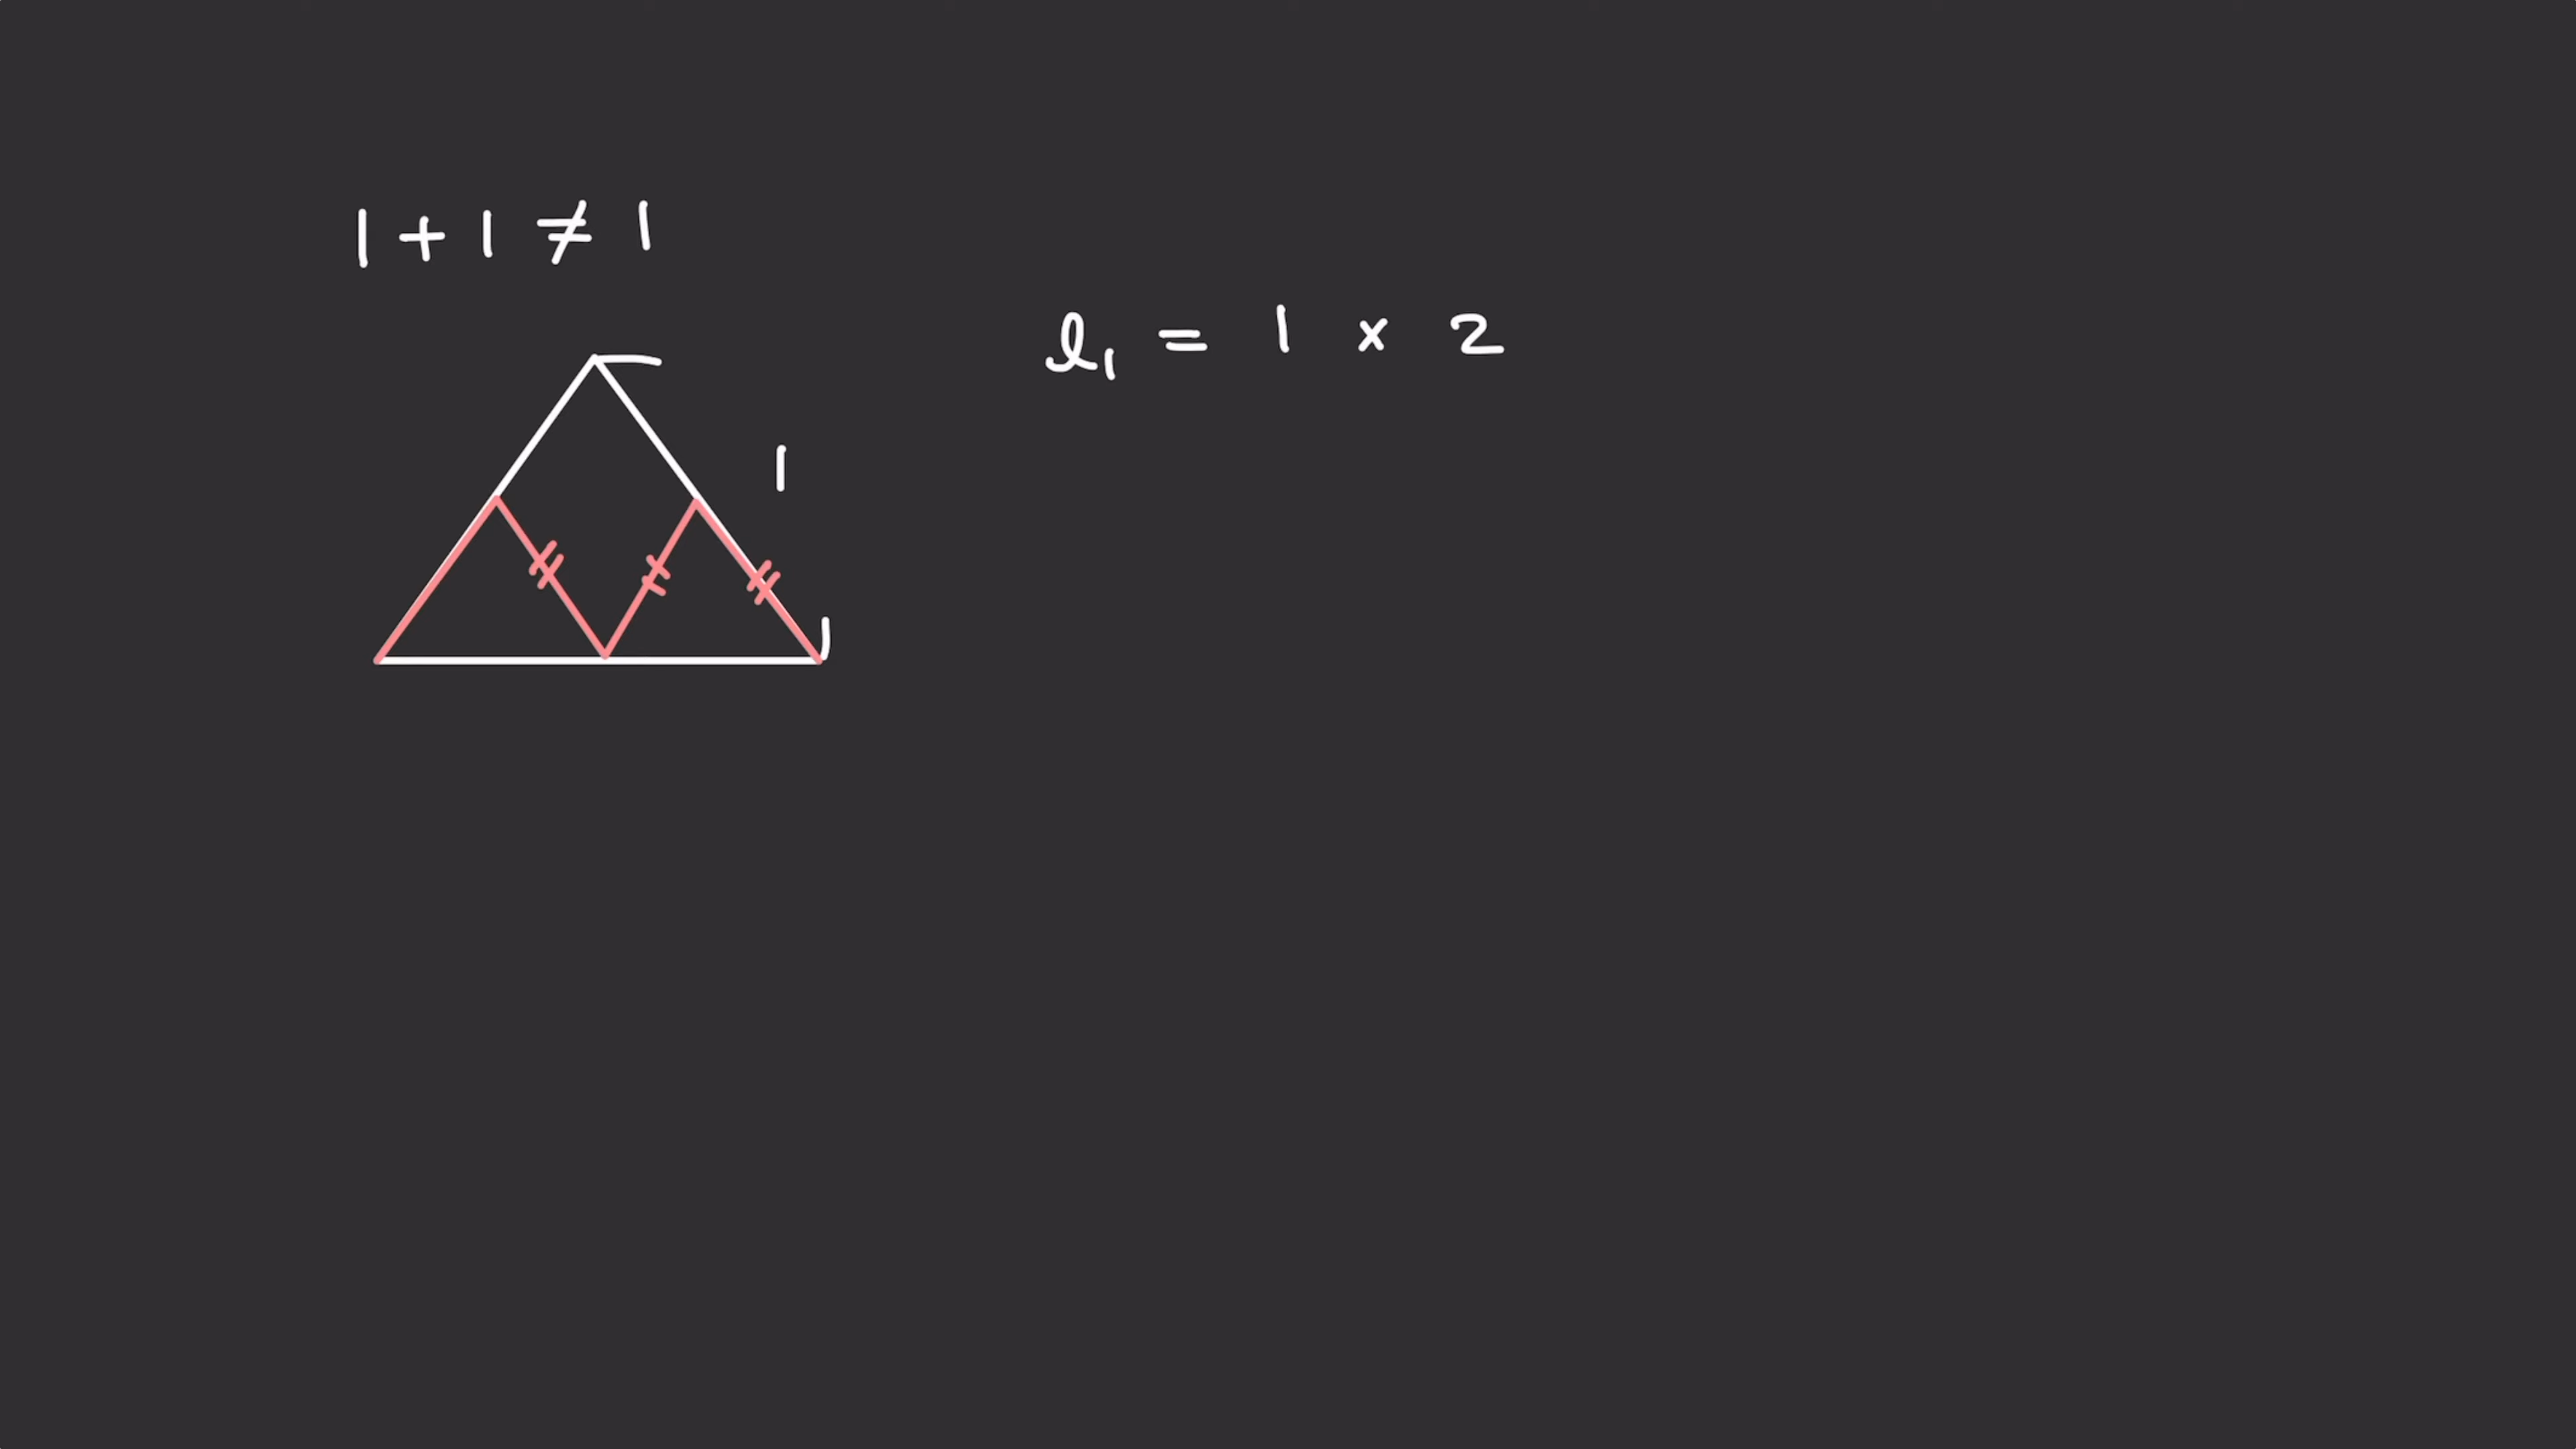 1 + 1 ≠ 1
l₁ = 1 × 2
1